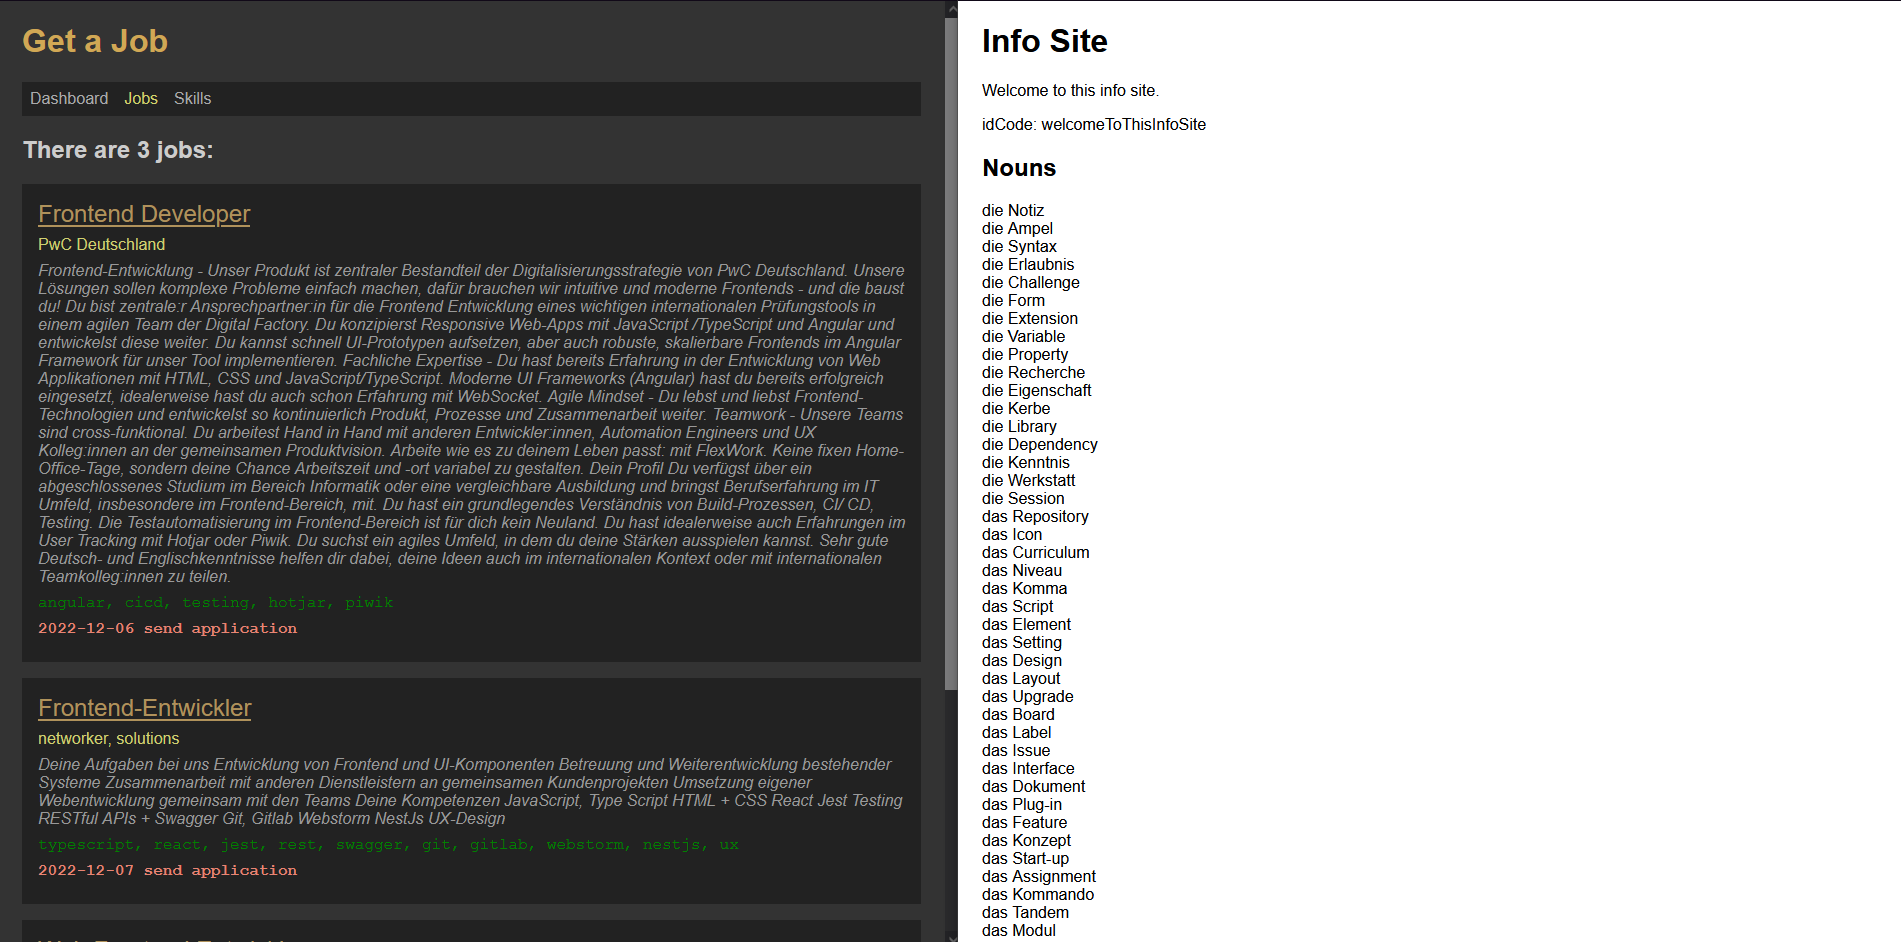 Get a Job
Dashboard Jobs Skills
There are 3 jobs:
Frontend Developer
PwC Deutschland
Frontend-Entwicklung - Unser Produkt ist zentraler Bestandteil der Digitalisierungsstrategie von PwC Deutschland. Unsere
Lösungen sollen komplexe Probleme einfach machen, dafür brauchen wir intuitive und moderne Frontends - und die baust
du! Du bist zentrale:r Ansprechpartner:in für die Frontend Entwicklung eines wichtigen internationalen Prüfungstools in
einem agilen Team der Digital Factory. Du konzipierst Responsive Web-Apps mit JavaScript /TypeScript und Angular und
entwickelst diese weiter. Du kannst schnell UI-Prototypen aufsetzen, aber auch robuste, skalierbare Frontends im Angular
Framework für unser Tool implementieren. Fachliche Expertise - Du hast bereits Erfahrung in der Entwicklung von Web
Applikationen mit HTML, CSS und JavaScript/TypeScript. Moderne UI Frameworks (Angular) hast du bereits erfolgreich
eingesetzt, idealerweise hast du auch schon Erfahrung mit WebSocket. Agile Mindset - Du lebst und liebst Frontend-
Technologien und entwickelst so kontinuierlich Produkt, Prozesse und Zusammenarbeit weiter. Teamwork - Unsere Teams
sind cross-funktional. Du arbeitest Hand in Hand mit anderen Entwickler:innen, Automation Engineers und UX
Kolleg:innen an der gemeinsamen Produktvision. Arbeite wie es zu deinem Leben passt: mit FlexWork. Keine fixen Home-
Office-Tage, sondern deine Chance Arbeitszeit und -ort variabel zu gestalten. Dein Profil Du verfügst über ein
abgeschlossenes Studium im Bereich Informatik oder eine vergleichbare Ausbildung und bringst Berufserfahrung im IT
Umfeld, insbesondere im Frontend-Bereich, mit. Du hast ein grundlegendes Verständnis von Build-Prozessen, CI/ CD,
Testing. Die Testautomatisierung im Frontend-Bereich ist für dich kein Neuland. Du hast idealerweise auch Erfahrungen im
User Tracking mit Hotjar oder Piwik. Du suchst ein agiles Umfeld, in dem du deine Stärken ausspielen kannst. Sehr gute
Deutsch- und Englischkenntnisse helfen dir dabei, deine Ideen auch im internationalen Kontext oder mit internationalen
Teamkolleg:innen zu teilen.
angular, cicd, testing, hotjar, piwik
2022-12-06 send application
Frontend-Entwickler
networker, solutions
Deine Aufgaben bei uns Entwicklung von Frontend und UI-Komponenten Betreuung und Weiterentwicklung bestehender
Systeme Zusammenarbeit mit anderen Dienstleistern an gemeinsamen Kundenprojekten Umsetzung eigener
Webentwicklung gemeinsam mit den Teams Deine Kompetenzen JavaScript, Type Script HTML + CSS React Jest Testing
RESTful APIs + Swagger Git, Gitlab Webstorm NestJs UX-Design
typescript, react, jest, rest, swagger, git, gitlab, webstorm, nestjs, ux
2022-12-07 send application
Info Site
Welcome to this info site.
idCode: welcomeToThisInfoSite
Nouns
die Notiz
die Ampel
die Syntax
die Erlaubnis
die Challenge
die Form
die Extension
die Variable
die Property
die Recherche
die Eigenschaft
die Kerbe
die Library
die Dependency
die Kenntnis
die Werkstatt
die Session
das Repository
das Icon
das Curriculum
das Niveau
das Komma
das Script
das Element
das Setting
das Design
das Layout
das Upgrade
das Board
das Label
das Issue
das Interface
das Dokument
das Plug-in
das Feature
das Konzept
das Start-up
das Assignment
das Kommando
das Tandem
das Modul